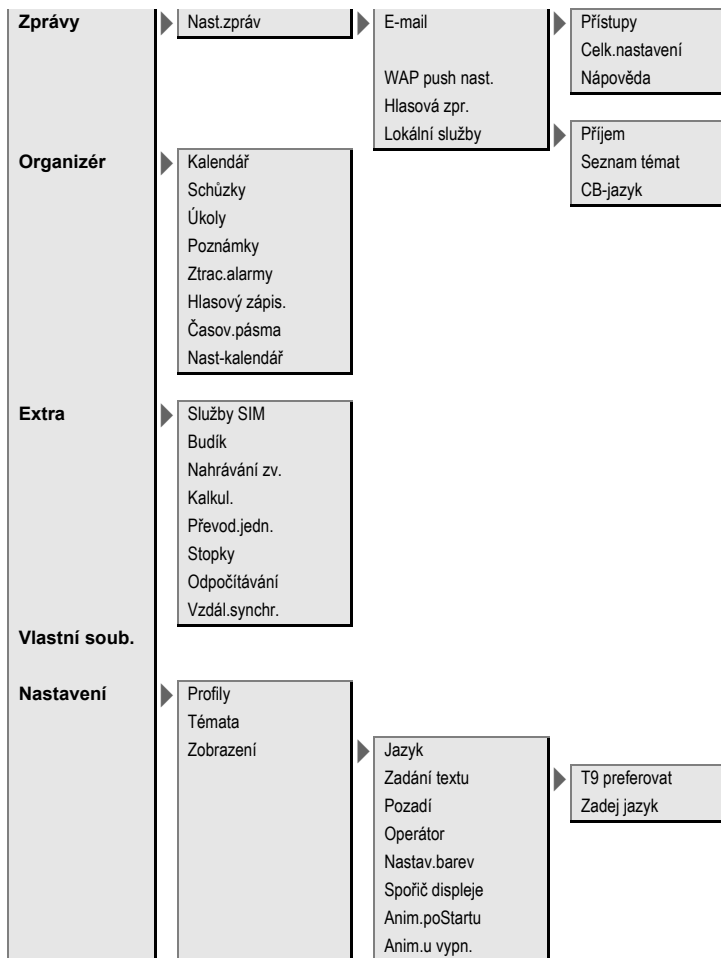 Zprávy
Nast.zpráv
E-mail
Přístupy
Celk.nastavení
WAP push nast.
Nápověda
Hlasová zpr.
Lokální služby
Příjem
Seznam témat
CB-jazyk
Organizér
Kalendář
Schůzky
Úkoly
Poznámky
Ztrac.alarmy
Hlasový zápis.
Časov.pásma
Nast-kalendář
Extra
Služby SIM
Budík
Nahrávání zv.
Kalkul.
Převod.jedn.
Stopky
Odpočítávání
Vzdál.synchr.
Vlastní soub.
Nastavení
Profily
Témata
Zobrazení
Jazyk
Zadání textu
T9 preferovat
Zadej jazyk
Pozadí
Operátor
Nastav.barev
Spořič displeje
Anim.poStartu
Anim.u vypn.